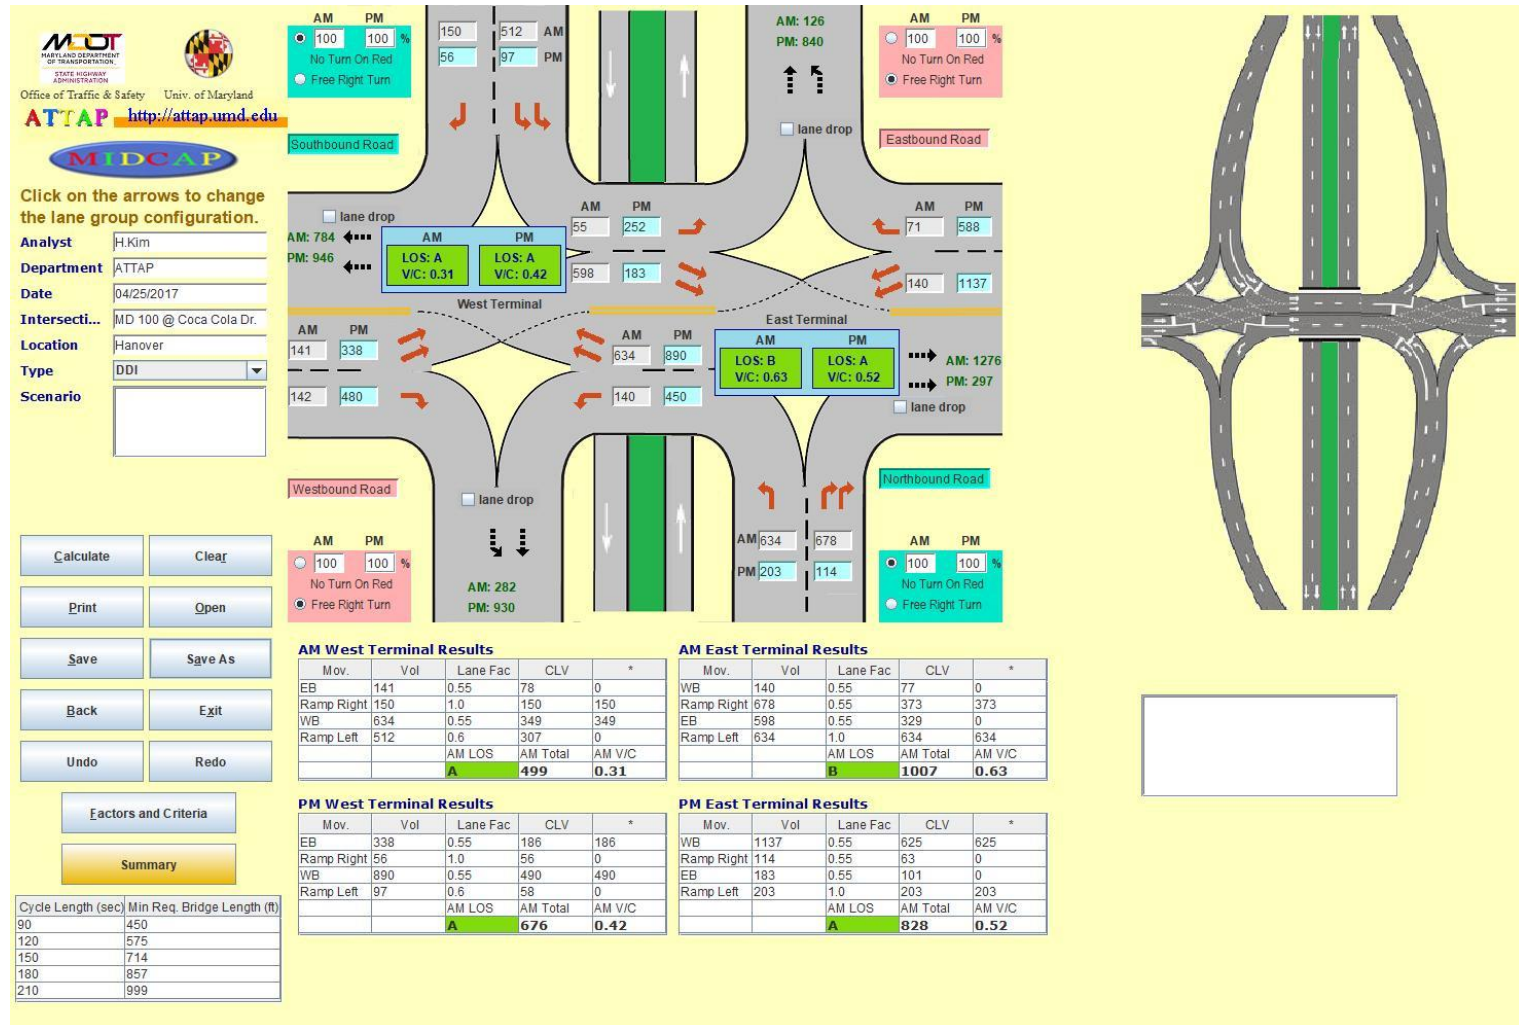 MDOT
MARYLAND DEPARTMENT
OF TRANSPORTATION
STATE HIGHWAY
ADMINISTRATION
Office of Traffic & Safety Univ. of Maryland
ATTAP http://attap.umd.edu
MIDCAP
Click on the arrows to change
the lane group configuration.
Analyst H.Kim
Department ATTAP
Date 04/25/2017
Intersecti... MD 100 @ Coca Cola Dr.
Location Hanover
Type DDI
Scenario
Calculate Clear
Print Open
Save Save As
Back Exit
Undo Redo
Factors and Criteria
Summary
Cycle Length (sec) Min Req. Bridge Length (ft)
90 450
120 575
150 714
180 857
210 999
AM PM
100 100 %
No Turn On Red
Free Right Turn
Southbound Road
150 512 AM
56 97 PM
AM: 126
PM: 840
lane drop
AM PM
100 100 %
No Turn On Red
Free Right Turn
Eastbound Road
lane drop
AM: 784
PM: 946
AM PM
LOS: A LOS: A
V/C: 0.31 V/C: 0.42
West Terminal
AM PM
55 252
598 183
AM PM
71 588
140 1137
AM PM
141 338
142 480
AM PM
634 890
140 450
East Terminal
AM PM
LOS: B LOS: A
V/C: 0.63 V/C: 0.52
AM: 1276
PM: 297
lane drop
Westbound Road
lane drop
AM: 282
PM: 930
AM PM
100 100 %
No Turn On Red
Free Right Turn
AM 634 678
PM 203 114
Northbound Road
AM PM
100 100 %
No Turn On Red
Free Right Turn
AM West Terminal Results
Mov. Vol Lane Fac CLV *
EB 141 0.55 78 0
Ramp Right 150 1.0 150 150
WB 634 0.55 349 349
Ramp Left 512 0.6 307 0
AM LOS AM Total AM V/C
A 499 0.31
AM East Terminal Results
Mov. Vol Lane Fac CLV *
WB 140 0.55 77 0
Ramp Right 678 0.55 373 373
EB 598 0.55 329 0
Ramp Left 634 1.0 634 634
AM LOS AM Total AM V/C
B 1007 0.63
PM West Terminal Results
Mov. Vol Lane Fac CLV *
EB 338 0.55 186 186
Ramp Right 56 1.0 56 0
WB 890 0.55 490 490
Ramp Left 97 0.6 58 0
AM LOS AM Total AM V/C
A 676 0.42
PM East Terminal Results
Mov. Vol Lane Fac CLV *
WB 1137 0.55 625 625
Ramp Right 114 0.55 63 0
EB 183 0.55 101 0
Ramp Left 203 1.0 203 203
AM LOS AM Total AM V/C
A 828 0.52